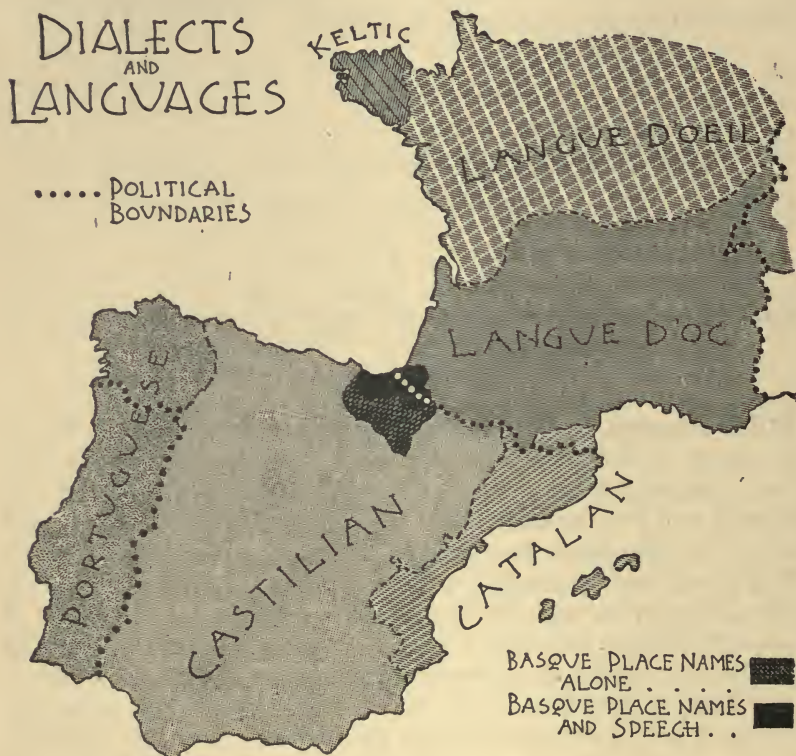 DIALECTS
AND
LANGUAGES
KELTIC
LANGUE D'OEIL
..... POLITICAL
BOUNDARIES
LANGUE D'OC
PORTUGUESE
CASTILIAN
CATALAN
BASQUE PLACE NAMES
ALONE . . . . .
BASQUE PLACE NAMES
AND SPEECH . .